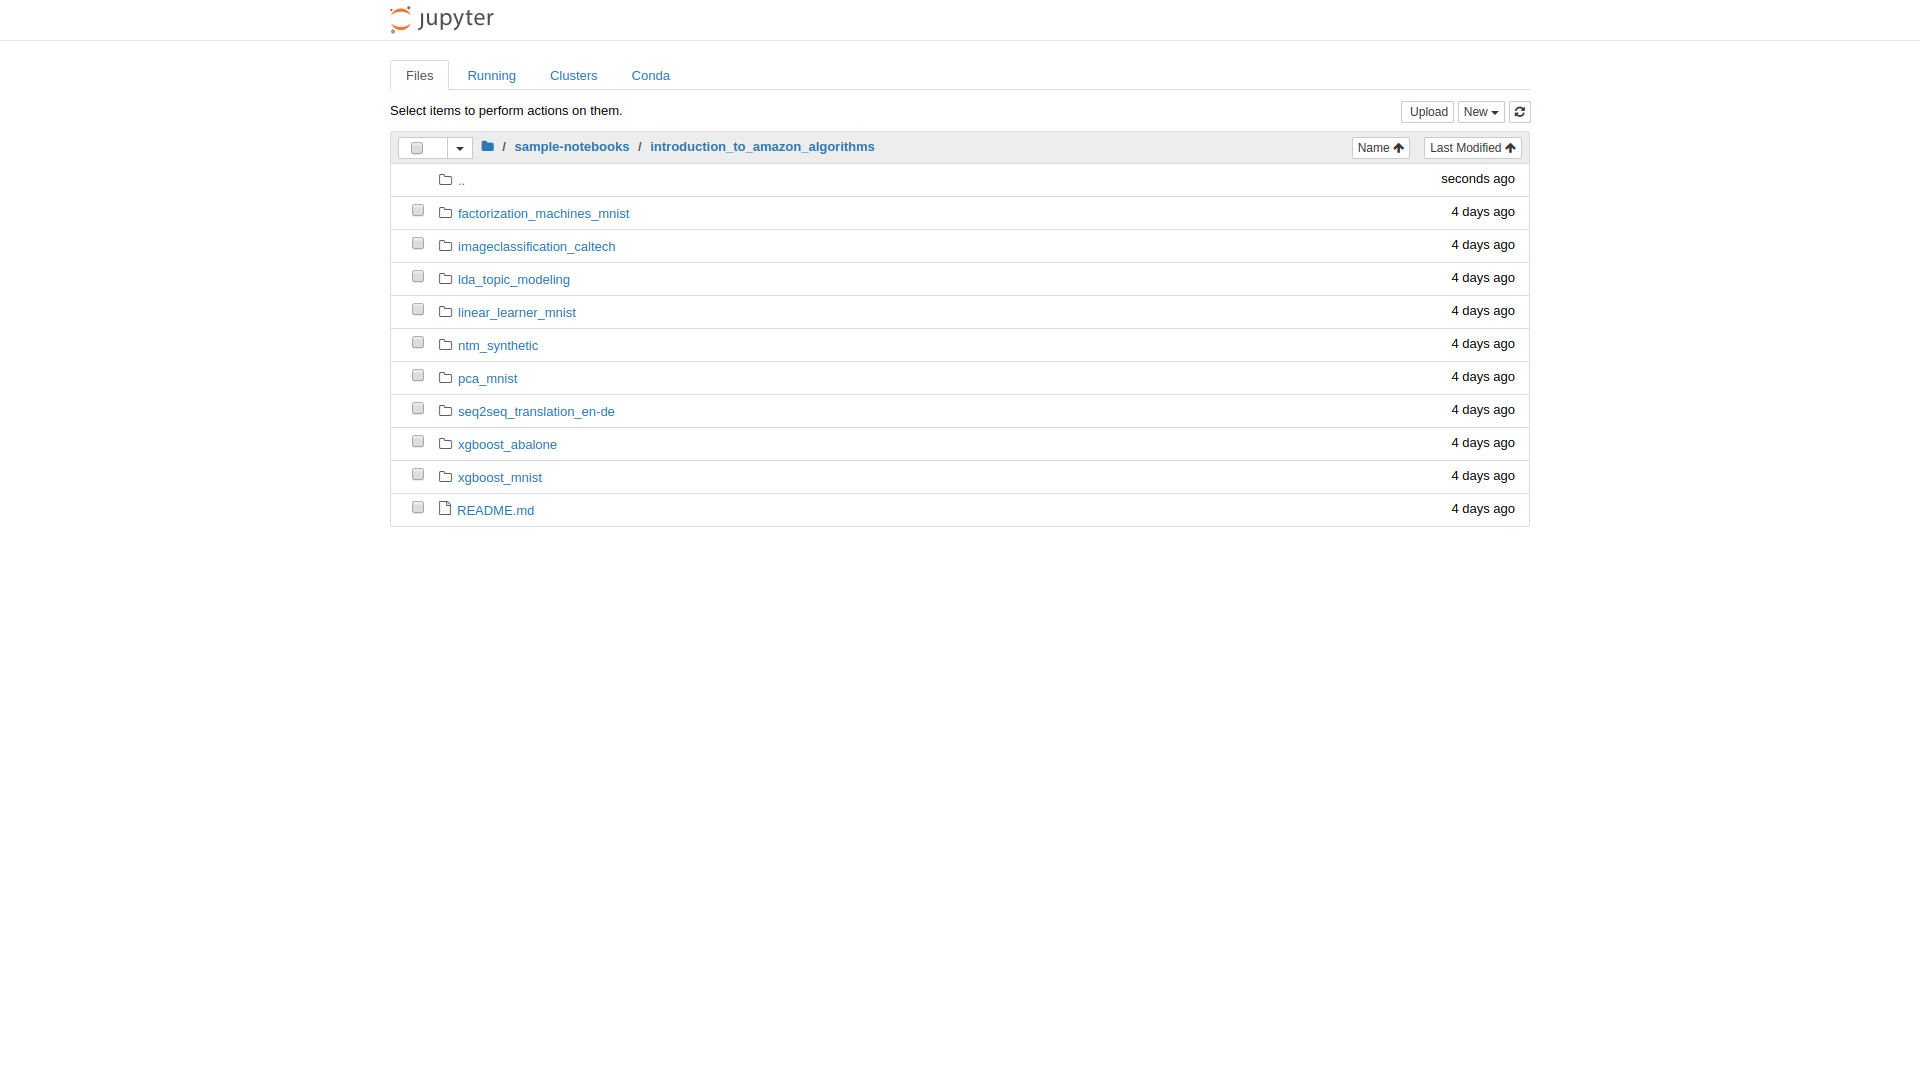 jupyter
Files Running Clusters Conda
Select items to perform actions on them. Upload New
/ sample-notebooks / introduction_to_amazon_algorithms Name Last Modified
.. seconds ago
factorization_machines_mnist 4 days ago
imageclassification_caltech 4 days ago
lda_topic_modeling 4 days ago
linear_learner_mnist 4 days ago
ntm_synthetic 4 days ago
pca_mnist 4 days ago
seq2seq_translation_en-de 4 days ago
xgboost_abalone 4 days ago
xgboost_mnist 4 days ago
README.md 4 days ago